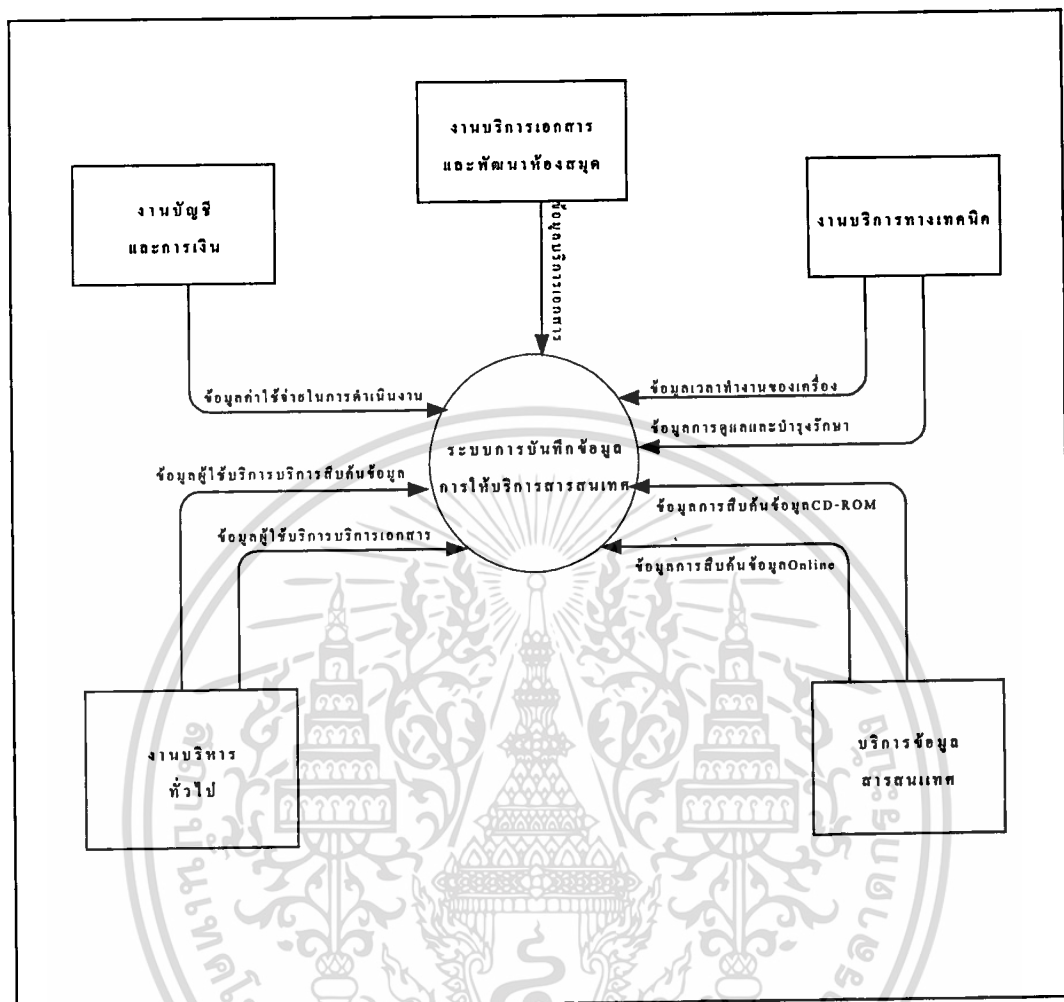 งานบริการเอกสาร
และพัฒนาห้องสมุด
งานบัญชี
และการเงิน
งานบริการทางเทคนิค
ข้อมูลบริการเอกสาร
ข้อมูลค่าใช้จ่ายในการดำเนินงาน
ข้อมูลเวลาทำงานของเครื่อง
ข้อมูลการดูแลและบำรุงรักษา
ระบบการบันทึกข้อมูล
การให้บริการสารสนเทศ
ข้อมูลผู้ใช้บริการบริการสืบค้นข้อมูล
ข้อมูลการสืบค้นข้อมูลCD-ROM
ข้อมูลผู้ใช้บริการบริการเอกสาร
ข้อมูลการสืบค้นข้อมูลOnline
งานบริหาร
ทั่วไป
บริการข้อมูล
สารสนเทศ